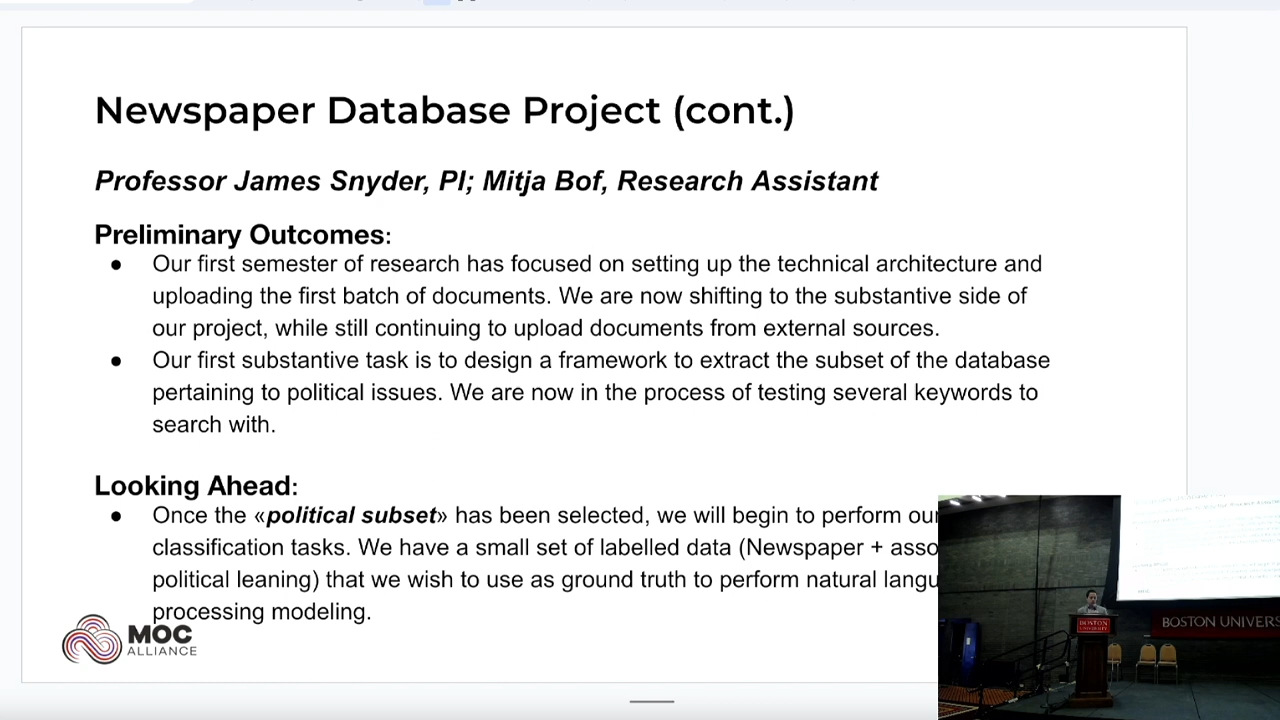 Newspaper Database Project (cont.)
Professor James Snyder, PI; Mitja Bof, Research Assistant
Preliminary Outcomes:
● Our first semester of research has focused on setting up the technical architecture and
uploading the first batch of documents. We are now shifting to the substantive side of
our project, while still continuing to upload documents from external sources.
● Our first substantive task is to design a framework to extract the subset of the database
pertaining to political issues. We are now in the process of testing several keywords to
search with.
Looking Ahead:
● Once the «political subset» has been selected, we will begin to perform our
classification tasks. We have a small set of labelled data (Newspaper + asso
political leaning) that we wish to use as ground truth to perform natural langu
processing modeling.
MOC
ALLIANCE
BOSTON
UNIVERSITY
BOSTON UNIVERS